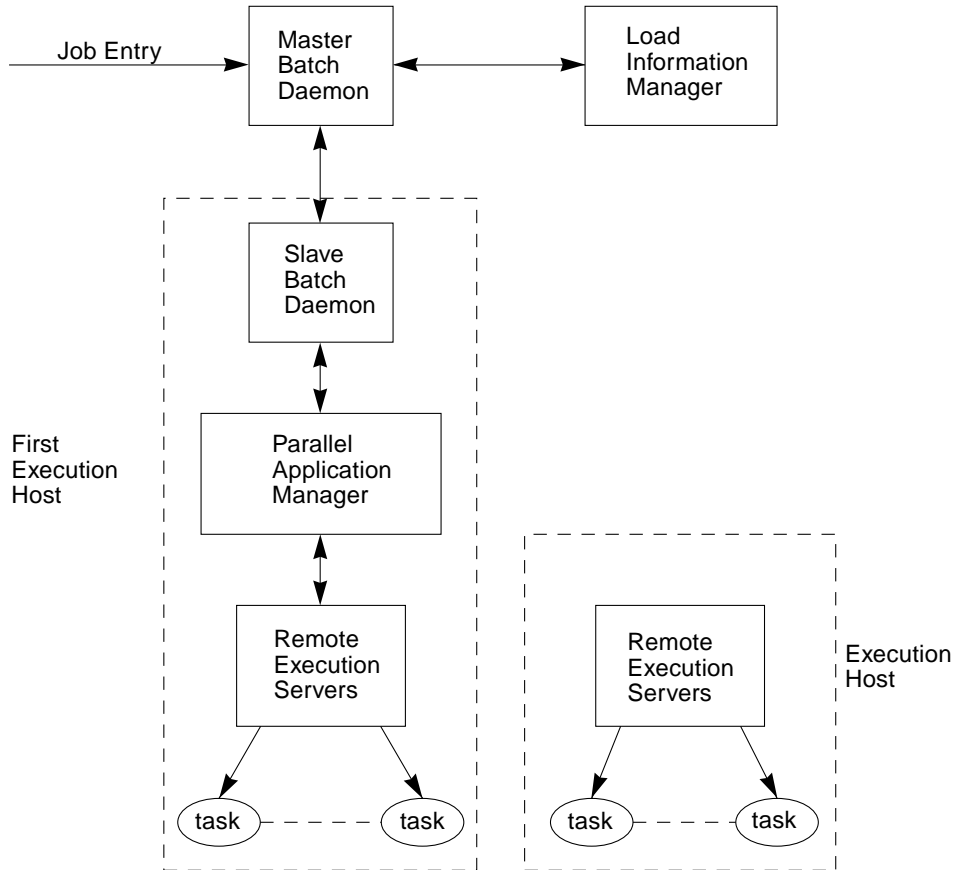 Job Entry
Master
Batch
Daemon
Load
Information
Manager
Slave
Batch
Daemon
First
Execution
Host
Parallel
Application
Manager
Remote
Execution
Servers
Remote
Execution
Servers
Execution
Host
task
task
task
task